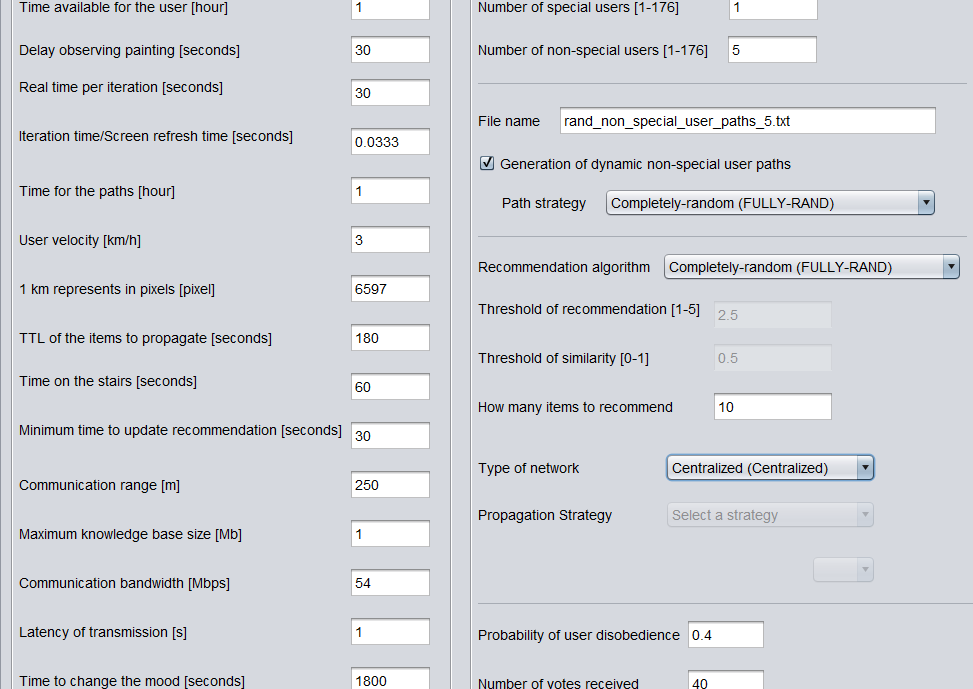 Time available for the user [hour] 1
Delay observing painting [seconds] 30
Real time per iteration [seconds] 30
Iteration time/Screen refresh time [seconds] 0.0333
Time for the paths [hour] 1
User velocity [km/h] 3
1 km represents in pixels [pixel] 6597
TTL of the items to propagate [seconds] 180
Time on the stairs [seconds] 60
Minimum time to update recommendation [seconds] 30
Communication range [m] 250
Maximum knowledge base size [Mb] 1
Communication bandwidth [Mbps] 54
Latency of transmission [s] 1
Time to change the mood [seconds] 1800
Number of special users [1-176] 1
Number of non-special users [1-176] 5
File name rand_non_special_user_paths_5.txt
Generation of dynamic non-special user paths
Path strategy Completely-random (FULLY-RAND)
Recommendation algorithm Completely-random (FULLY-RAND)
Threshold of recommendation [1-5] 2.5
Threshold of similarity [0-1] 0.5
How many items to recommend 10
Type of network Centralized (Centralized)
Propagation Strategy Select a strategy
Probability of user disobedience 0.4
Number of votes received 40